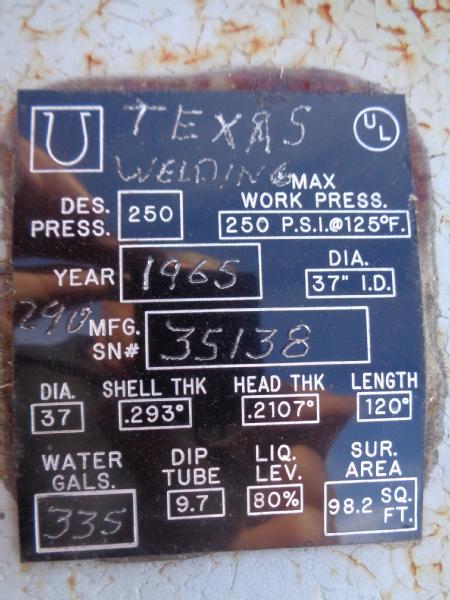 U TEXAS UL
WELDING
MAX
DES. PRESS. 250 WORK PRESS.
250 P.S.I.@125°F.
YEAR 1965 DIA.
37" I.D.
290 MFG. SN# 35138
DIA. SHELL THK HEAD THK LENGTH
37 .293° .2107° 120°
WATER GALS. DIP TUBE LIQ. LEV. SUR. AREA
335 9.7 80% 98.2 SQ. FT.